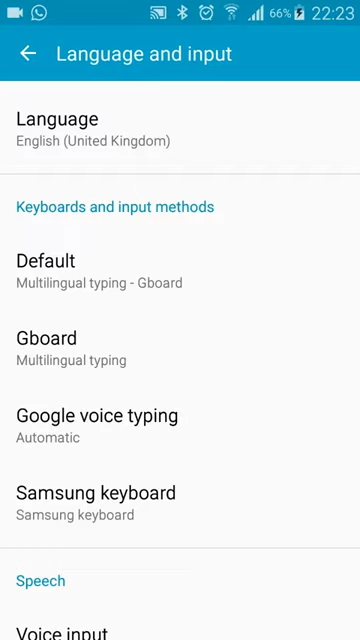 66% 22:23
Language and input
Language
English (United Kingdom)
Keyboards and input methods
Default
Multilingual typing - Gboard
Gboard
Multilingual typing
Google voice typing
Automatic
Samsung keyboard
Samsung keyboard
Speech
Voice input